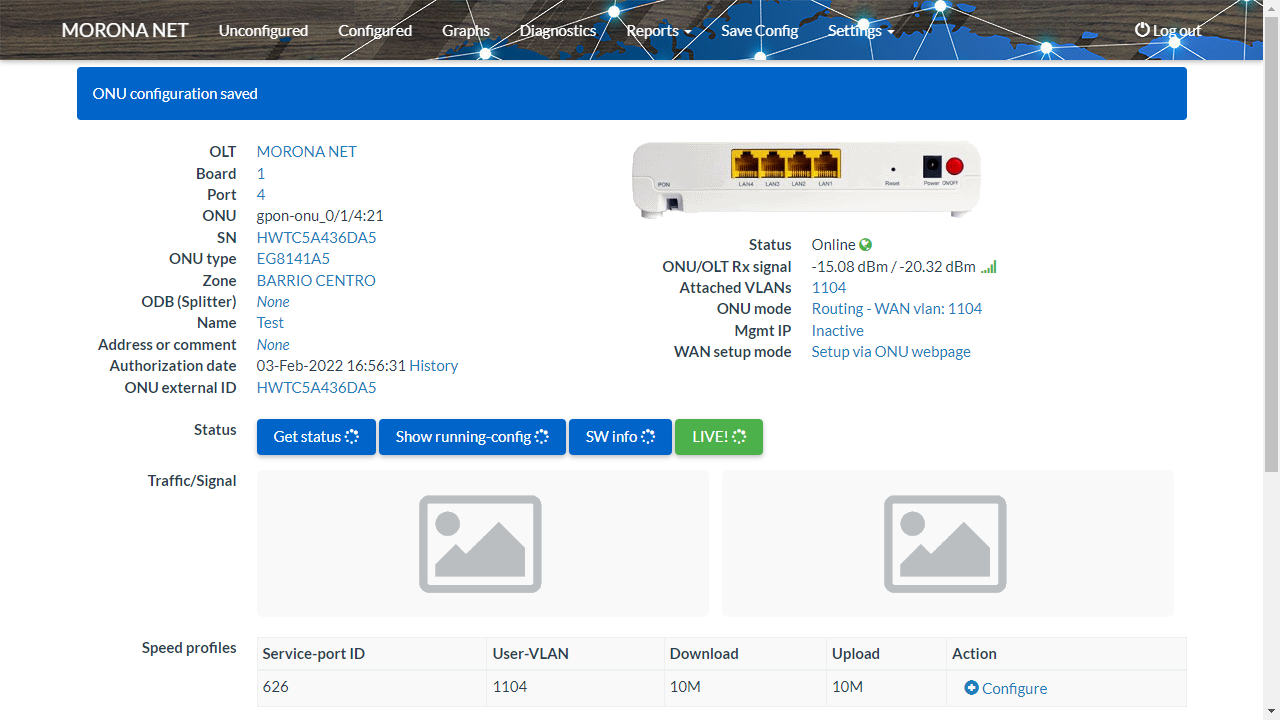 MORONA NET Unconfigured Configured Graphs Diagnostics Reports Save Config Settings Log out
ONU configuration saved
OLT MORONA NET
Board 1
Port 4
ONU gpon-onu_0/1/4:21
SN HWTC5A436DA5
ONU type EG8141A5
Zone BARRIO CENTRO
ODB (Splitter) None
Name Test
Address or comment None
Authorization date 03-Feb-2022 16:56:31 History
ONU external ID HWTC5A436DA5
PON LAN4 LAN3 LAN2 LAN1 Reset Power ON/OFF
Status Online
ONU/OLT Rx signal -15.08 dBm / -20.32 dBm
Attached VLANs 1104
ONU mode Routing - WAN vlan: 1104
Mgmt IP Inactive
WAN setup mode Setup via ONU webpage
Status Get status Show running-config SW info LIVE!
Traffic/Signal
Speed profiles Service-port ID User-VLAN Download Upload Action
626 1104 10M 10M Configure